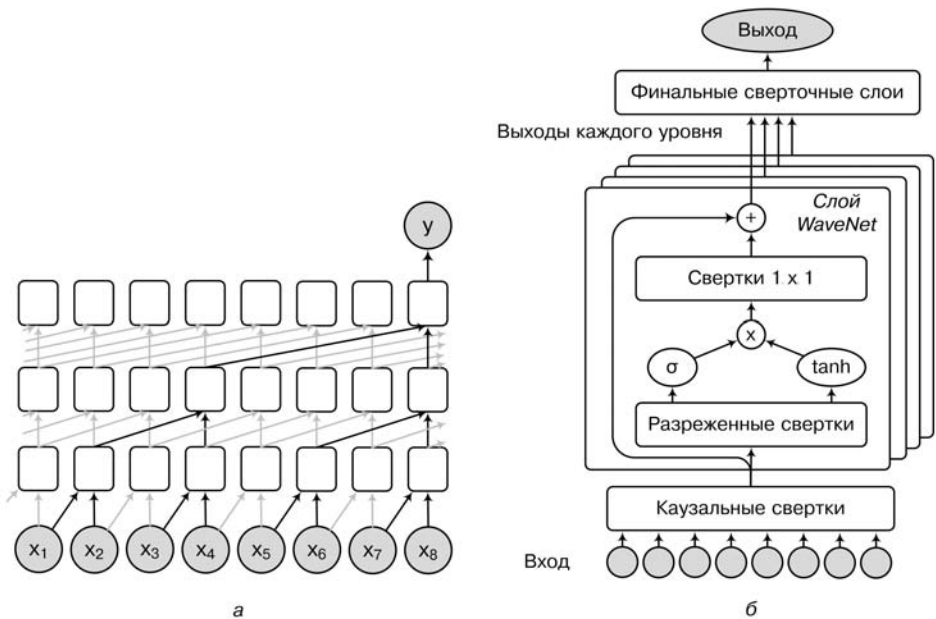 y
x1 x2 x3 x4 x5 x6 x7 x8
а
Выход
Финальные сверточные слои
Выходы каждого уровня
Слой
WaveNet
+
Свертки 1 x 1
x
σ tanh
Разреженные свертки
Каузальные свертки
Вход
б